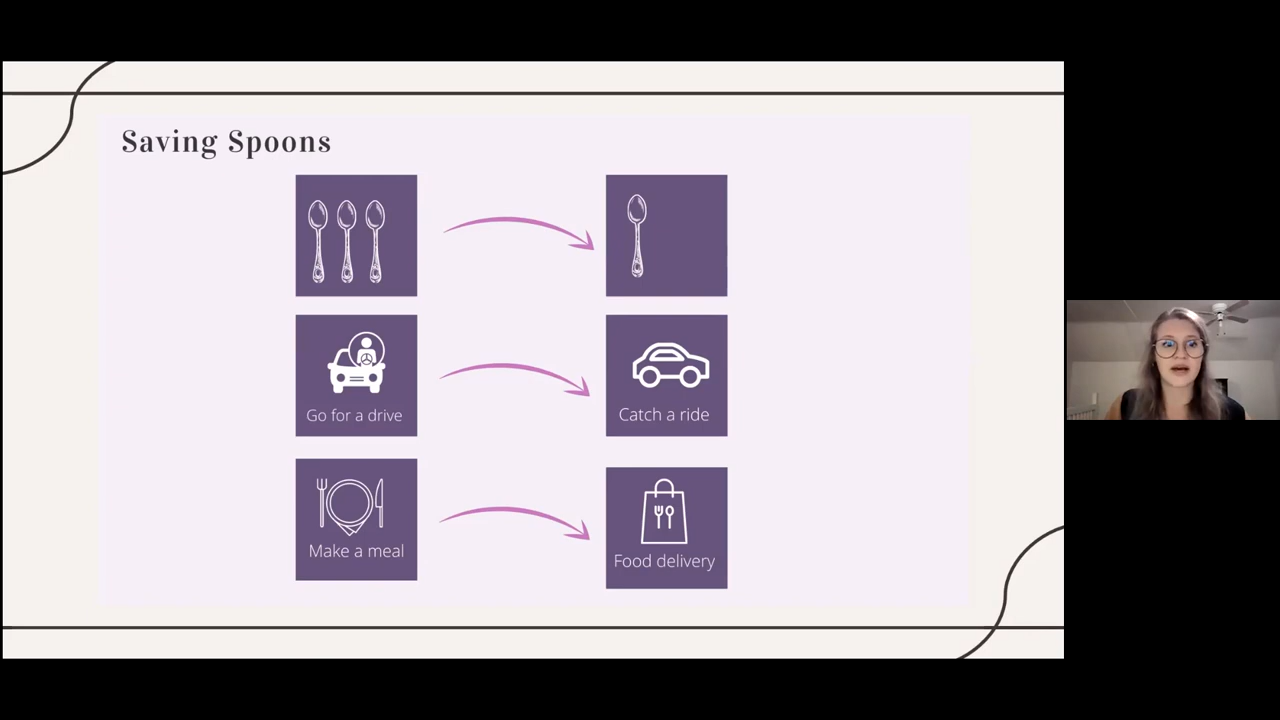 Saving Spoons
Go for a drive
Catch a ride
Make a meal
Food delivery